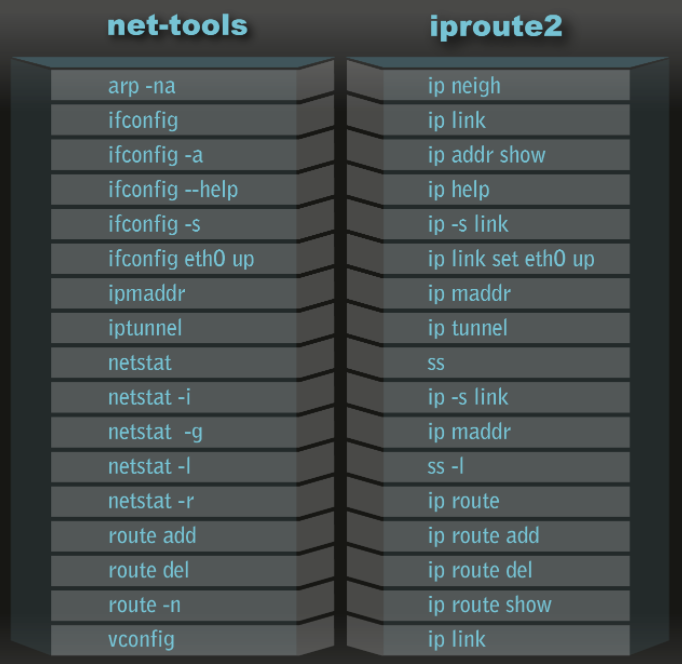 net-tools iproute2
arp -na ip neigh
ifconfig ip link
ifconfig -a ip addr show
ifconfig --help ip help
ifconfig -s ip -s link
ifconfig eth0 up ip link set eth0 up
ipmaddr ip maddr
iptunnel ip tunnel
netstat ss
netstat -i ip -s link
netstat -g ip maddr
netstat -l ss -l
netstat -r ip route
route add ip route add
route del ip route del
route -n ip route show
vconfig ip link